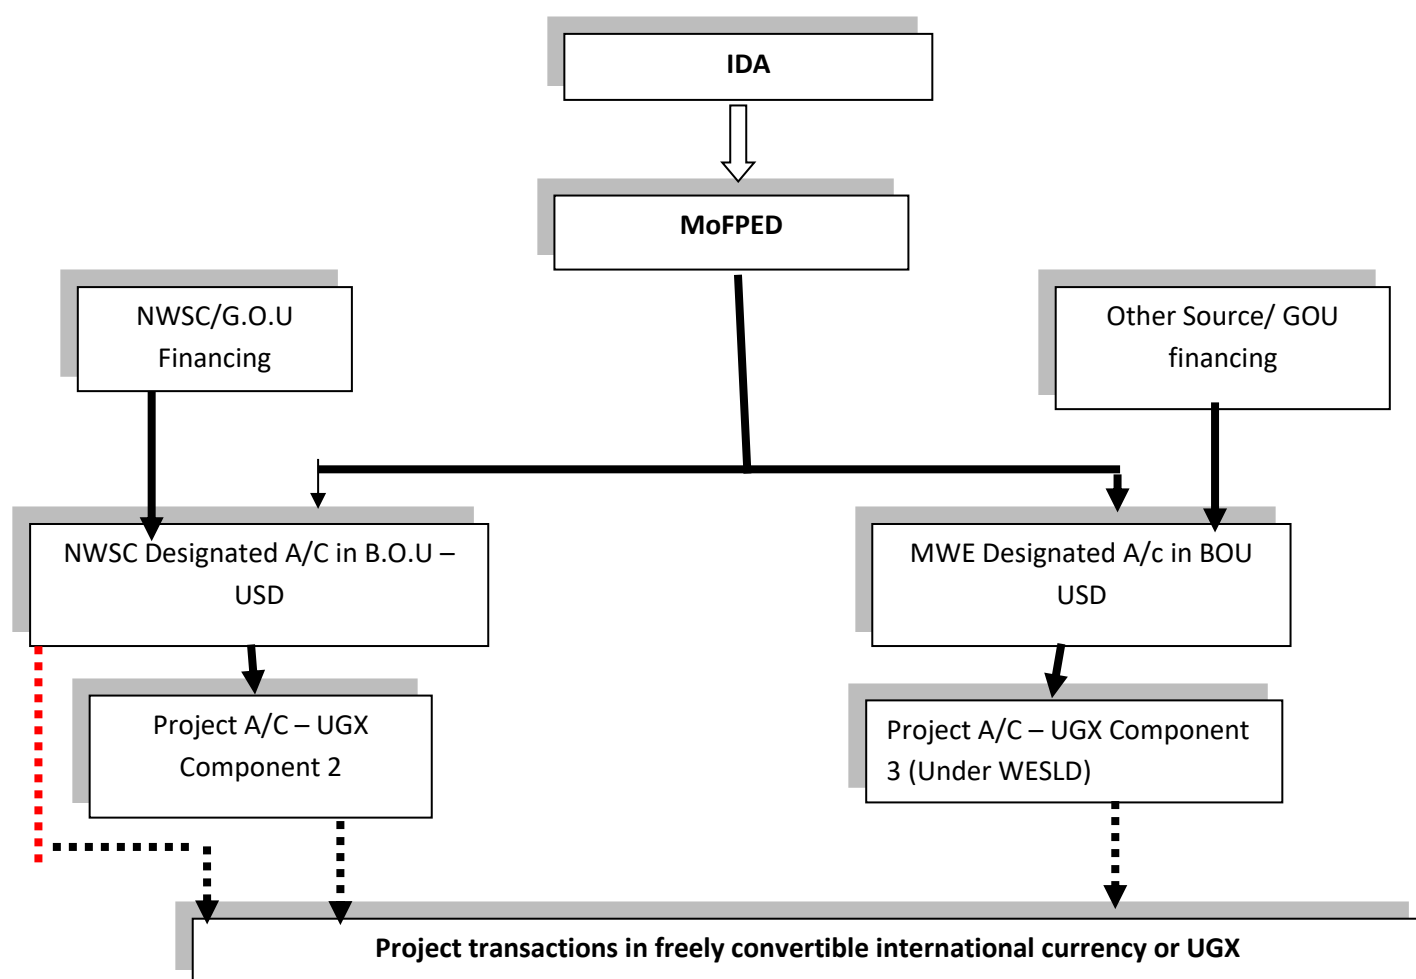 IDA
MoFPED
NWSC/G.O.U
Financing
Other Source/ GOU
financing
NWSC Designated A/C in B.O.U –
USD
MWE Designated A/c in BOU
USD
Project A/C – UGX
Component 2
Project A/C – UGX Component
3 (Under WESLD)
Project transactions in freely convertible international currency or UGX